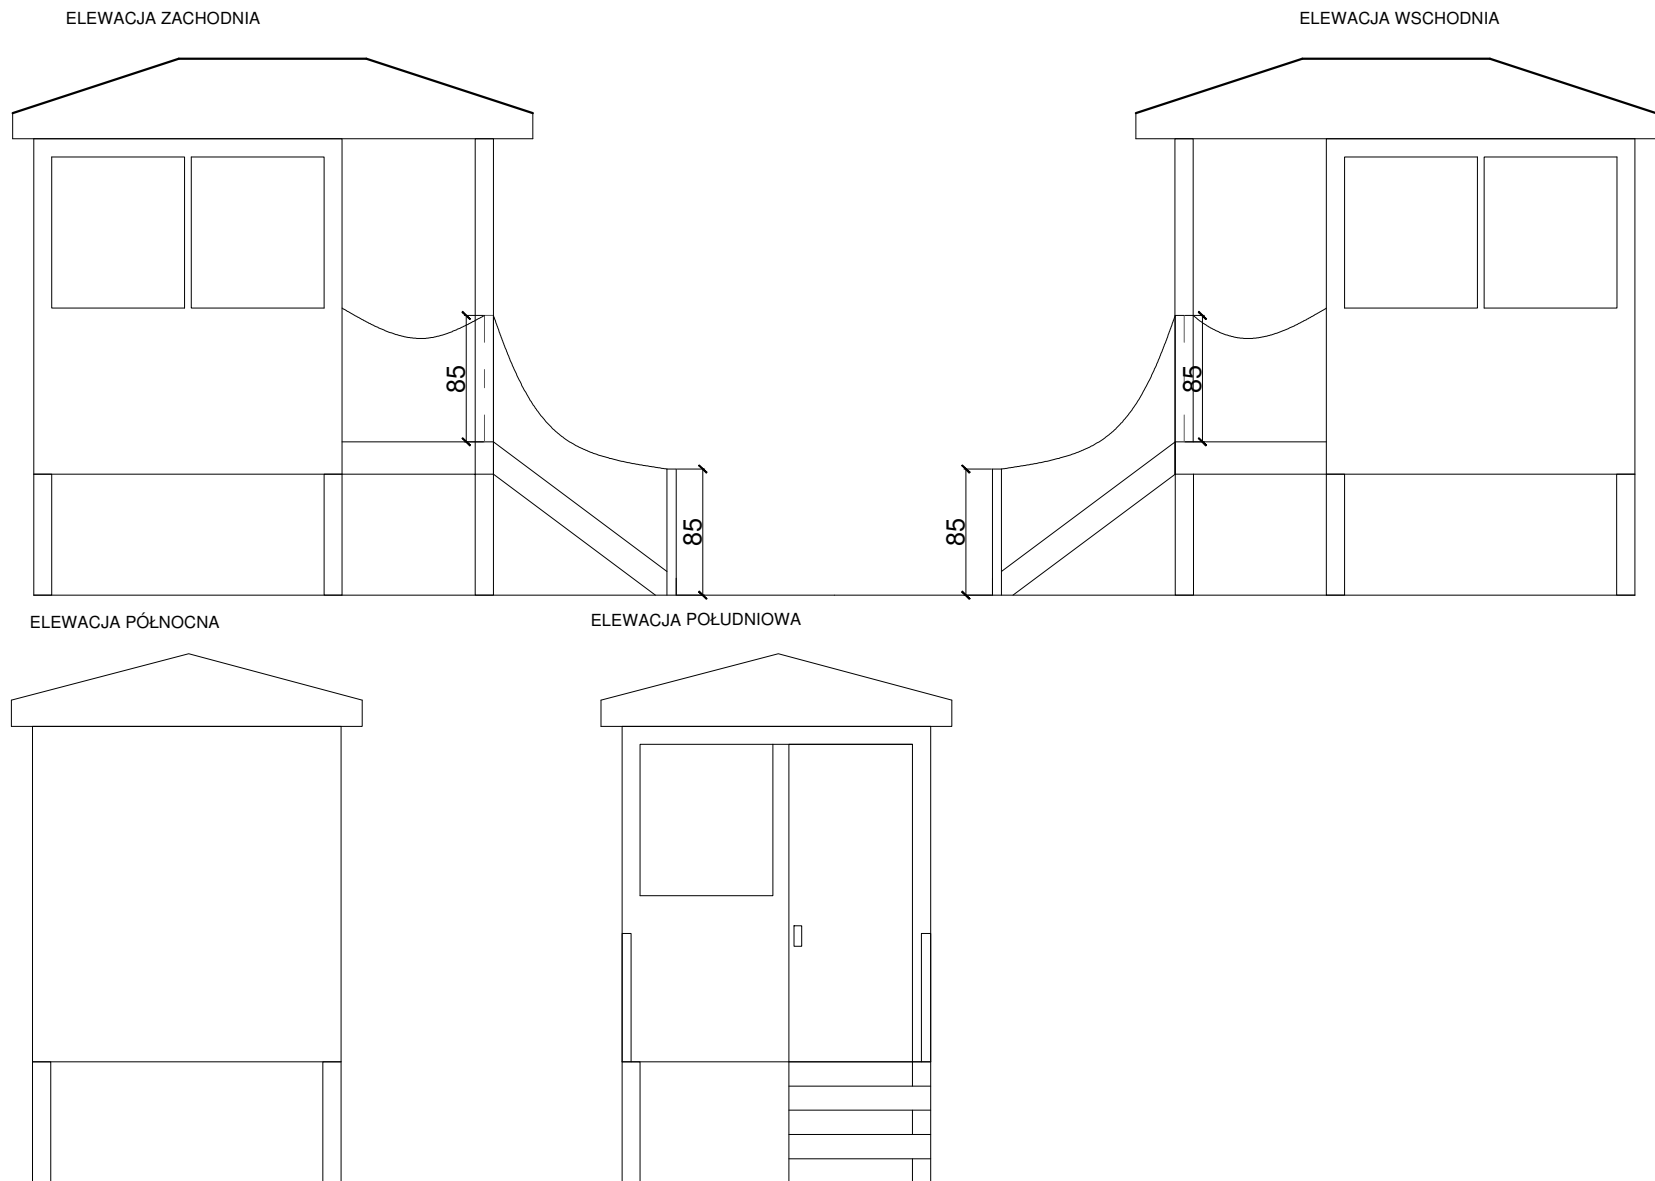 ELEWACJA ZACHODNIA
ELEWACJA WSCHODNIA
85
85
85
85
ELEWACJA PÓŁNOCNA
ELEWACJA POŁUDNIOWA